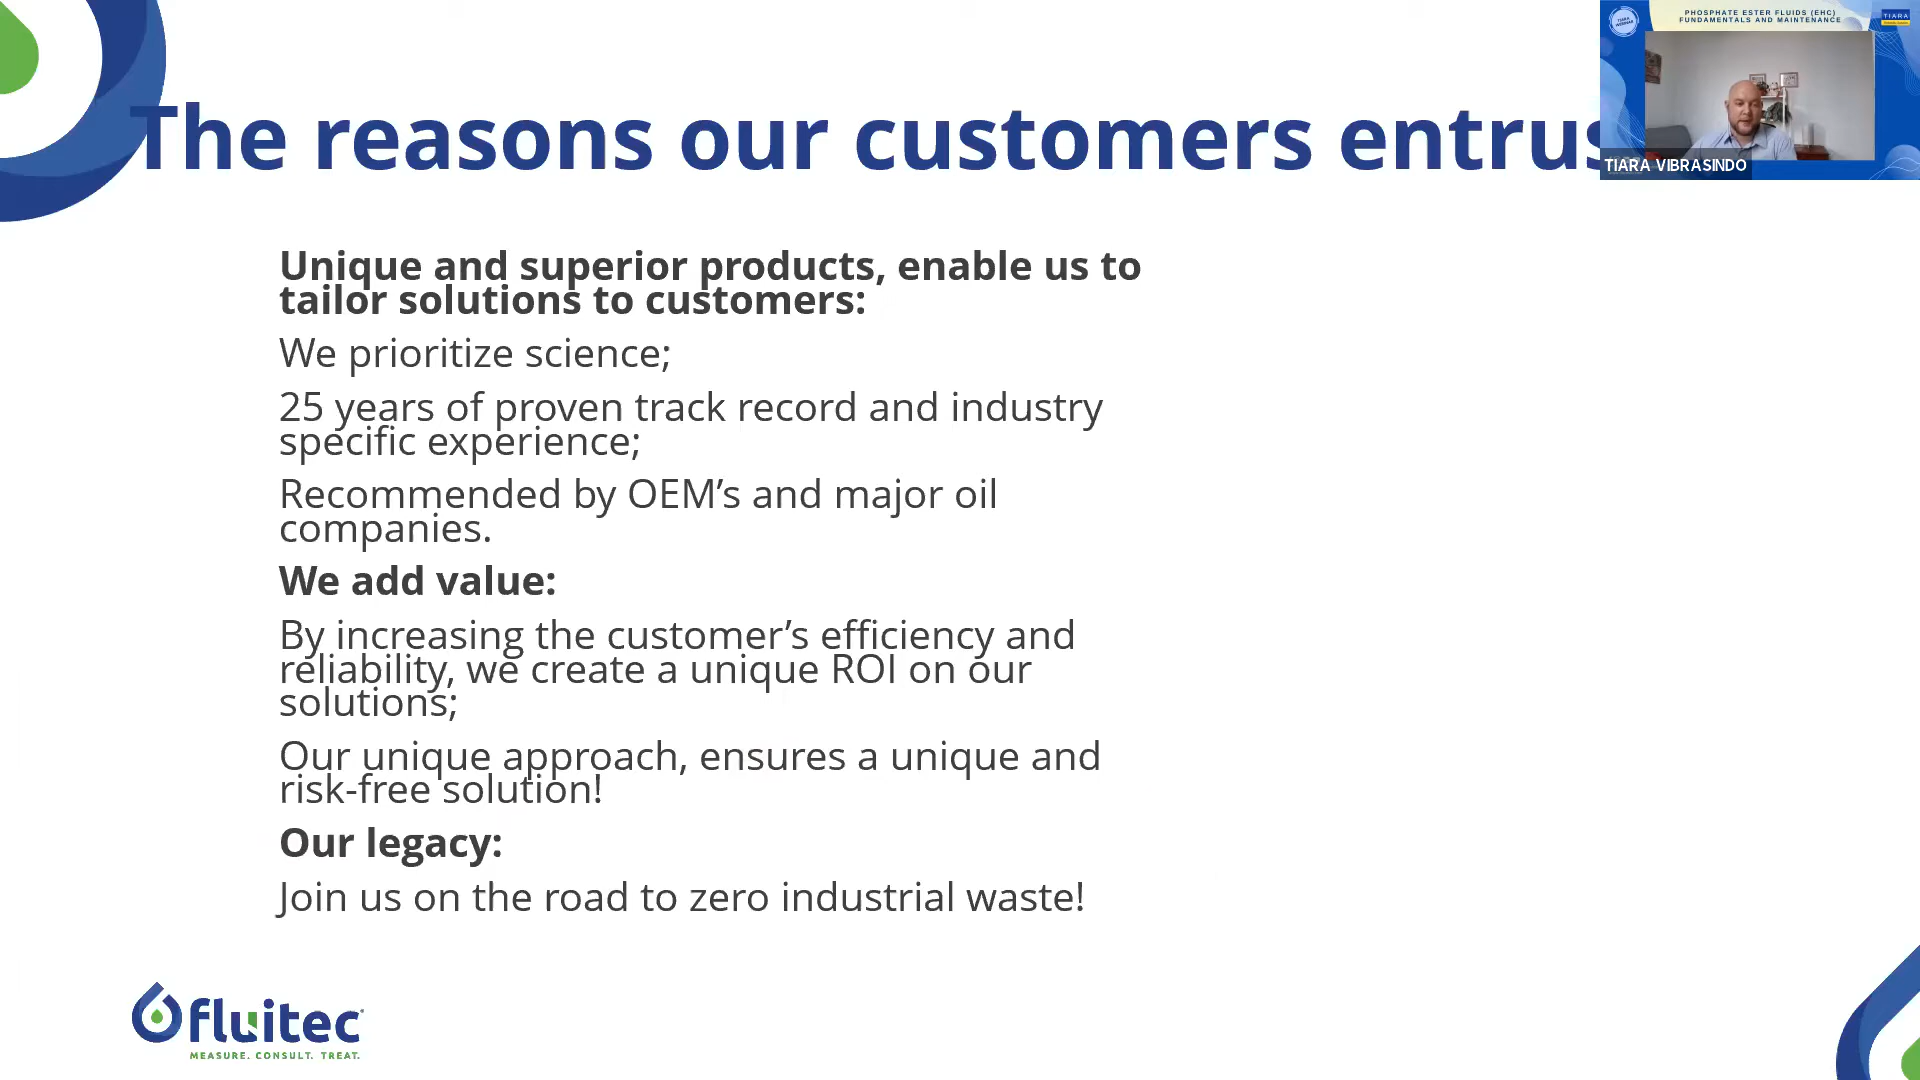 The reasons our customers entrus
PHOSPHATE ESTER FLUIDS (EHC)
FUNDAMENTALS AND MAINTENANCE
TIARA
TIARA VIBRASINDO
Unique and superior products, enable us to
tailor solutions to customers:
We prioritize science;
25 years of proven track record and industry
specific experience;
Recommended by OEM’s and major oil
companies.
We add value:
By increasing the customer’s efficiency and
reliability, we create a unique ROI on our
solutions;
Our unique approach, ensures a unique and
risk-free solution!
Our legacy:
Join us on the road to zero industrial waste!
fluitec
MEASURE. CONSULT. TREAT.